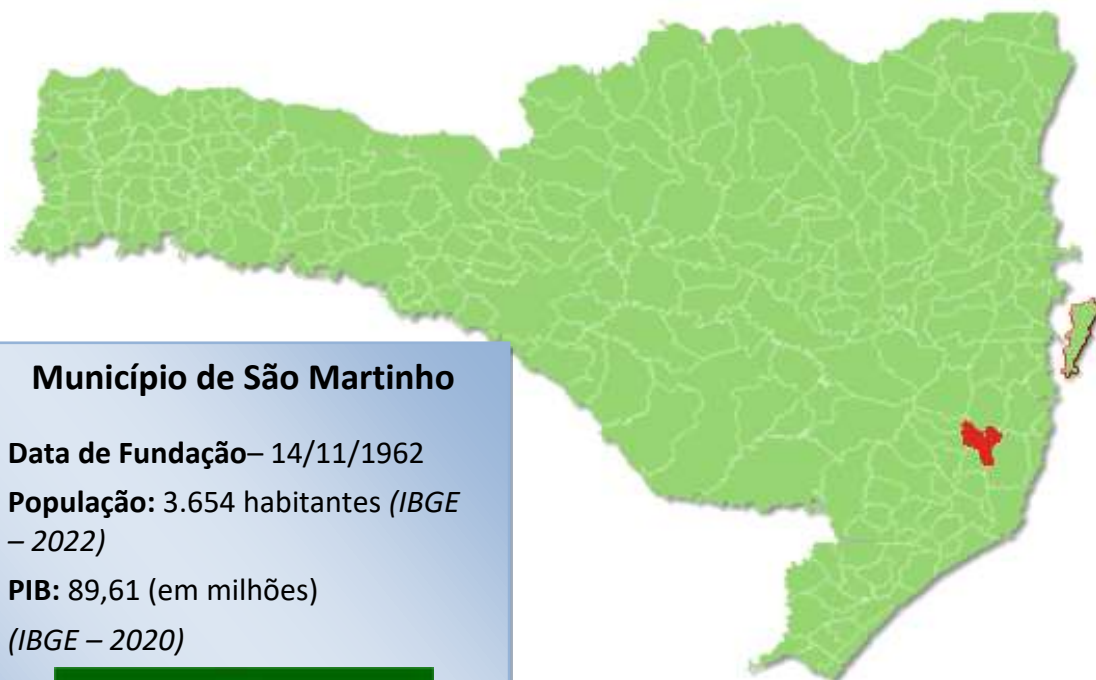 Município de São Martinho
Data de Fundação– 14/11/1962
População: 3.654 habitantes (IBGE
– 2022)
PIB: 89,61 (em milhões)
(IBGE – 2020)